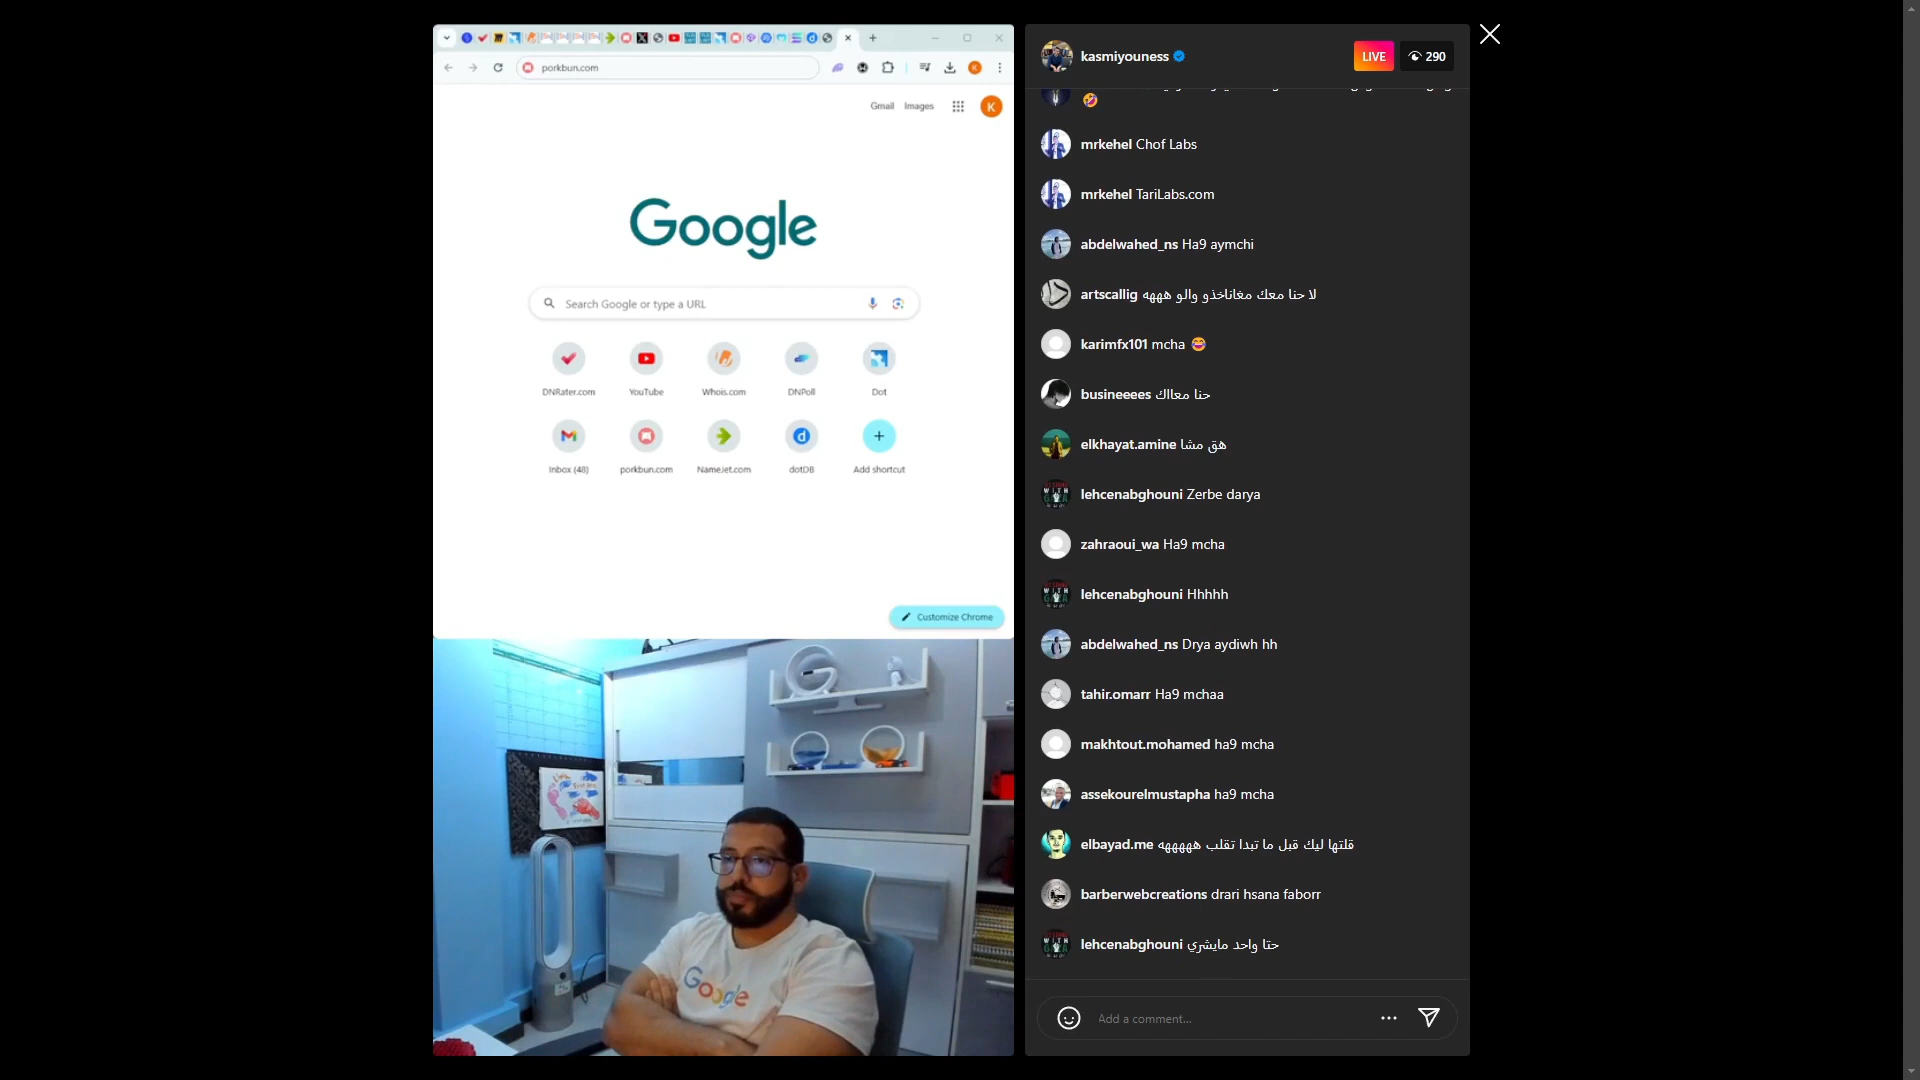 porkbun.com
Gmail Images
K
Google
Search Google or type a URL
DNRater.com YouTube Whois.com DNPoll Dot
Inbox (48) porkbun.com NameJet.com dotDB Add shortcut
Customize Chrome
Google
kasmiyouness LIVE 290
🤣
mrkehel Chof Labs
mrkehel TariLabs.com
abdelwahed_ns Ha9 aymchi
artscallig لا حنا معك مغاناخذو والو هههه
karimfx101 mcha 😂
busineeees حنا معااك
elkhayat.amine هق مشا
lehcenabghouni Zerbe darya
zahraoui_wa Ha9 mcha
lehcenabghouni Hhhhh
abdelwahed_ns Drya aydiwh hh
tahir.omarr Ha9 mchaa
makhtout.mohamed ha9 mcha
assekourelmustapha ha9 mcha
elbayad.me قلتها ليك قبل ما تبدا تقلب هههههه
barberwebcreations drari hsana faborr
lehcenabghouni حتا واحد مايشري
Add a comment...